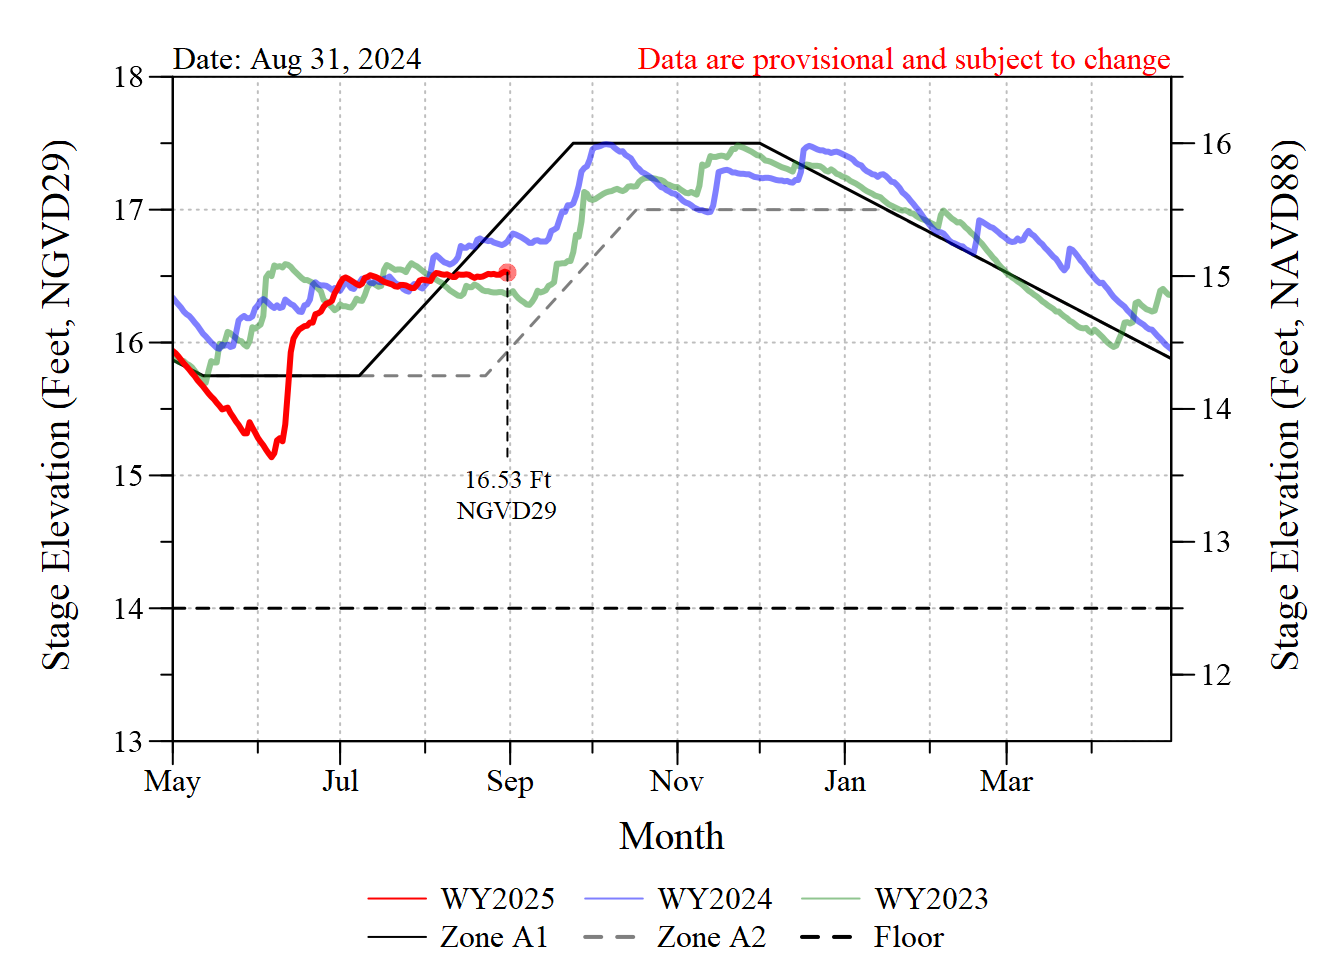 Date: Aug 31, 2024
Data are provisional and subject to change
Stage Elevation (Feet, NGVD29)
18
17
16
15
14
13
16.53 Ft
NGVD29
16
15
14
13
12
Stage Elevation (Feet, NAVD88)
May Jul Sep Nov Jan Mar
Month
WY2025 WY2024 WY2023
Zone A1 Zone A2 Floor